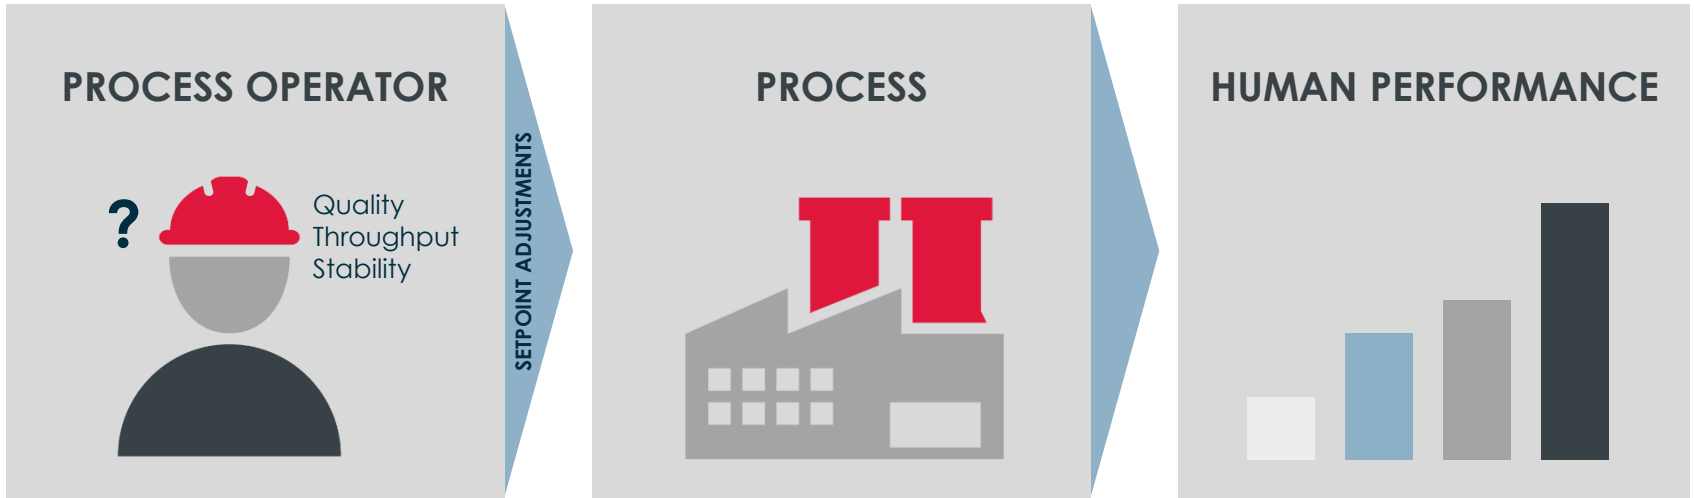 PROCESS OPERATOR
?
Quality
Throughput
Stability
SETPOINT ADJUSTMENTS
PROCESS
HUMAN PERFORMANCE